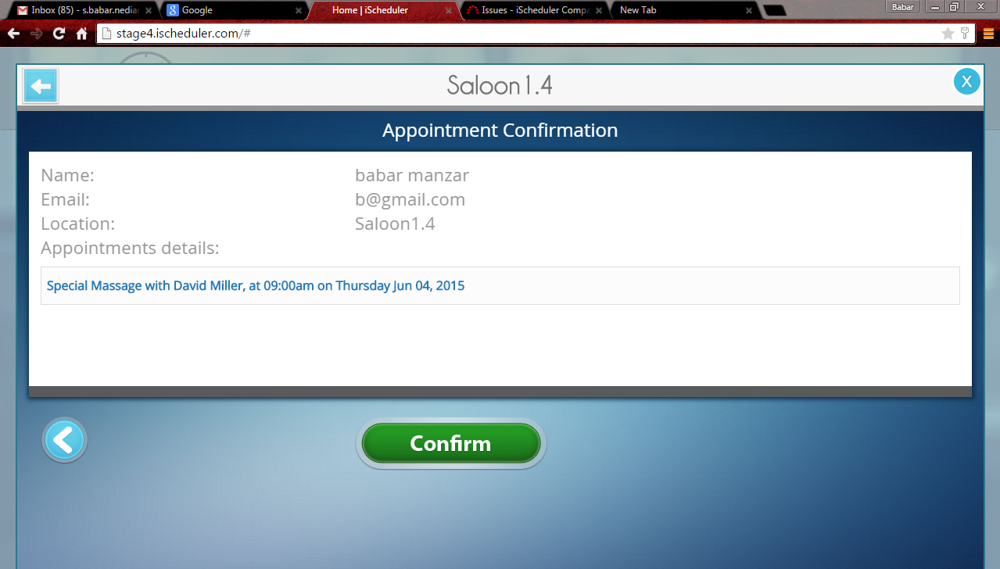 Inbox (85) - s.babar.nedian
Google
Home | iScheduler
Issues - iScheduler Compa
New Tab
Babar
stage4.ischeduler.com/#
Saloon1.4
X
Appointment Confirmation
Name: babar manzar
Email: b@gmail.com
Location: Saloon1.4
Appointments details:
Special Massage with David Miller, at 09:00am on Thursday Jun 04, 2015
Confirm